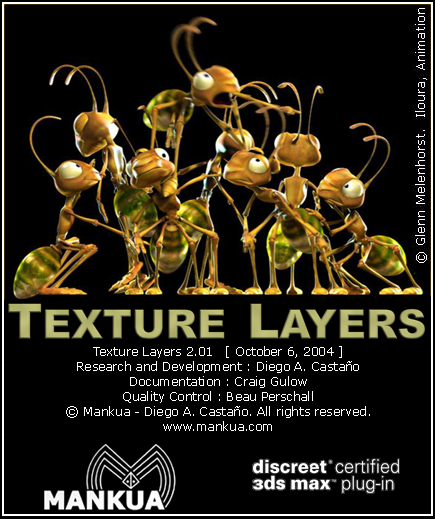 © Glenn Melenhorst. Iloura, Animation
TEXTURE LAYERS
Texture Layers 2.01 [ October 6, 2004 ]
Research and Development : Diego A. Castaño
Documentation : Craig Gulow
Quality Control : Beau Perschall
© Mankua - Diego A. Castaño. All rights reserved.
www.mankua.com
MANKUA
discreet® certified
3ds max™ plug-in